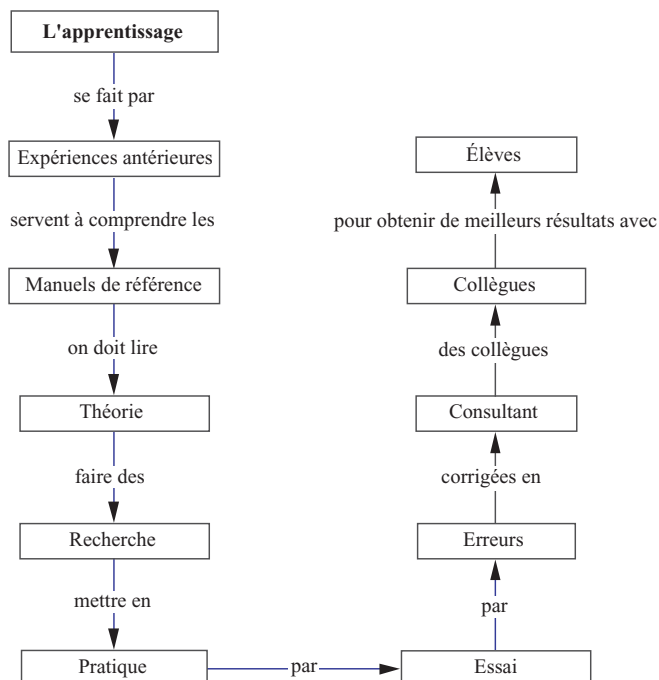 L'apprentissage
se fait par
Expériences antérieures
servent à comprendre les
Manuels de référence
on doit lire
Théorie
faire des
Recherche
mettre en
Pratique
par
Essai
par
Erreurs
corrigées en
Consultant
des collègues
Collègues
pour obtenir de meilleurs résultats avec
Élèves